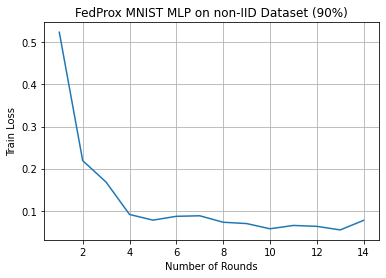 FedProx MNIST MLP on non-IID Dataset (90%)
0.5
0.4
0.3
0.2
0.1
Train Loss
2 4 6 8 10 12 14
Number of Rounds